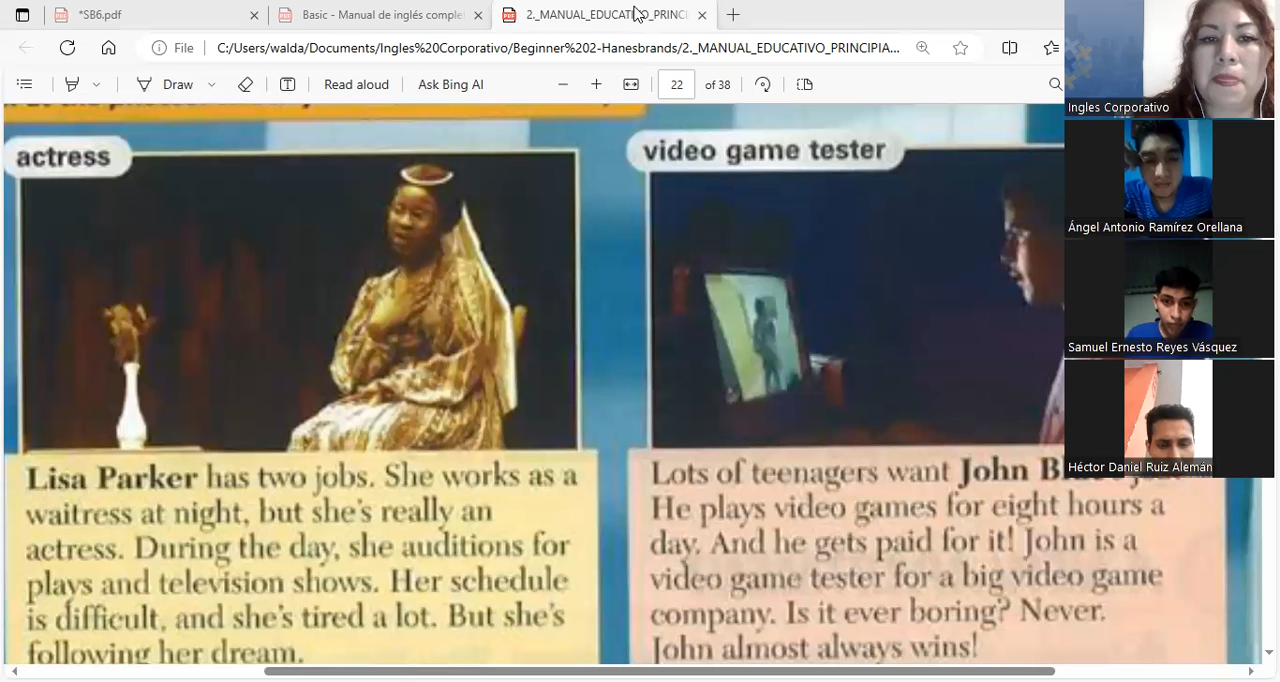 *SB6.pdf
Basic - Manual de inglés comple
2._MANUAL_EDUCATIVO_PRINCI
File
C:/Users/walda/Documents/Ingles%20Corporativo/Beginner%202-Hanesbrands/2._MANUAL_EDUCATIVO_PRINCIPIA...
Draw
Read aloud
Ask Bing AI
22
of 38
actress
Lisa Parker has two jobs. She works as a
waitress at night, but she's really an
actress. During the day, she auditions for
plays and television shows. Her schedule
is difficult, and she's tired a lot. But she's
following her dream.
video game tester
Lots of teenagers want John
He plays video games for eight hours a
day. And he gets paid for it! John is a
video game tester for a big video game
company. Is it ever boring? Never.
John almost always wins!
Ingles Corporativo
Ángel Antonio Ramírez Orellana
Samuel Ernesto Reyes Vásquez
Héctor Daniel Ruiz Alemán